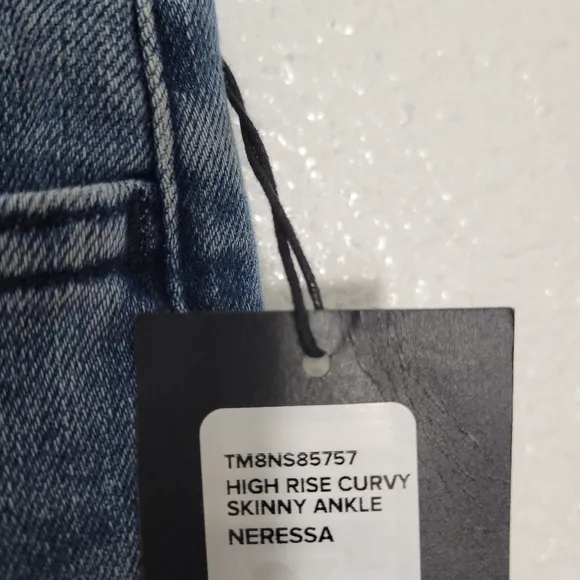 TM8NS85757
HIGH RISE CURVY
SKINNY ANKLE
NERESSA